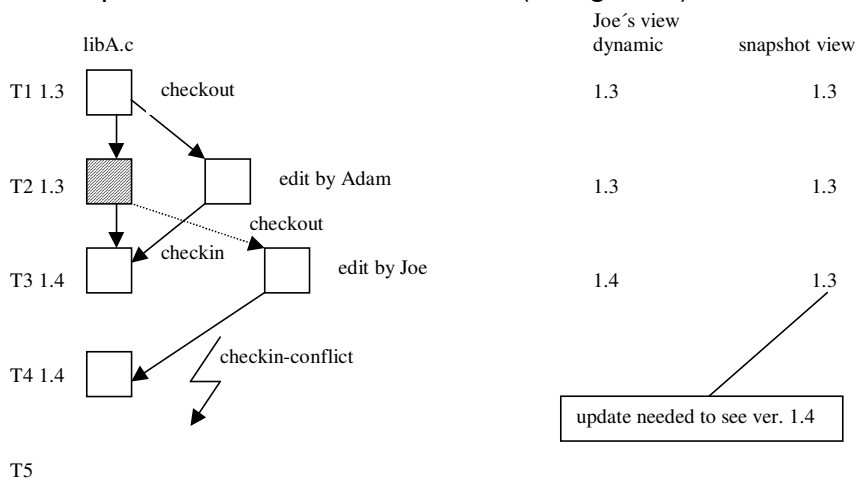 Joe´s view
libA.c
dynamic
snapshot view
T1 1.3
checkout
1.3
1.3
T2 1.3
edit by Adam
1.3
1.3
checkout
checkin
T3 1.4
edit by Joe
1.4
1.3
T4 1.4
checkin-conflict
update needed to see ver. 1.4
T5